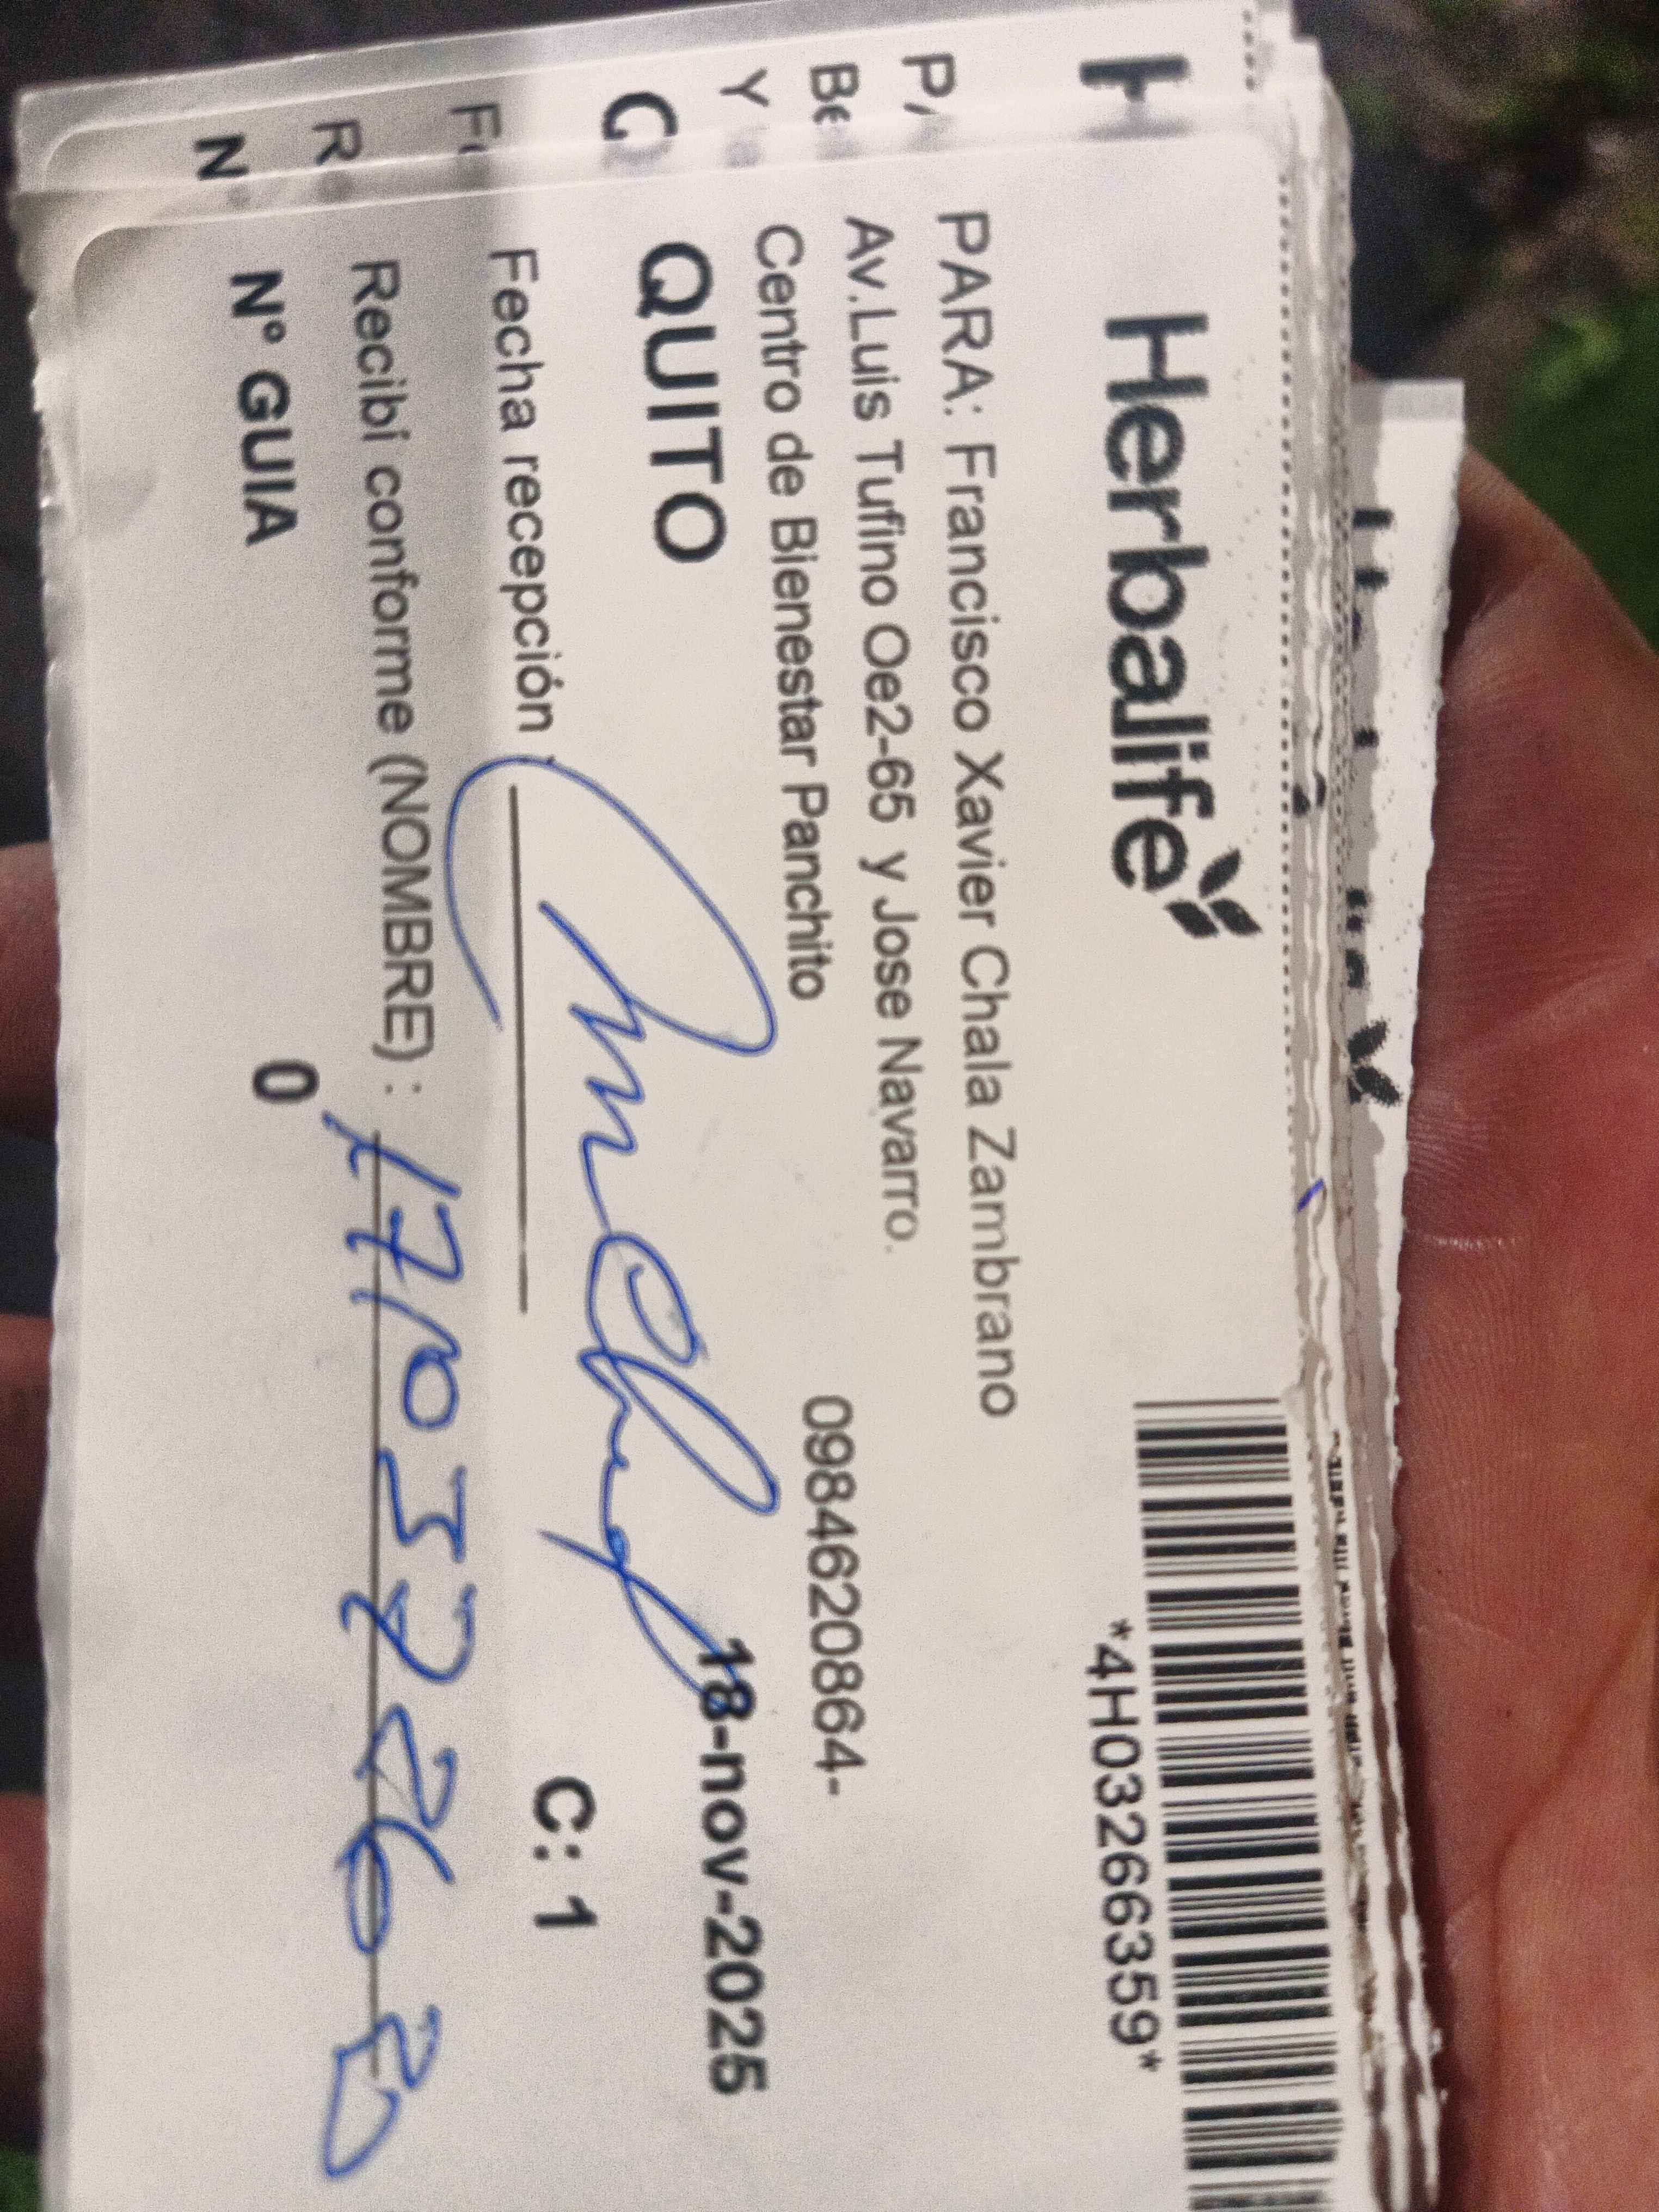 Herbalife
*4H03266359*
PARA: Francisco Xavier Chala Zambrano
Av.Luis Tufino Oe2-65 y Jose Navarro.
Centro de Bienestar Panchito 0984620864-
QUITO 18-nov-2025
Fecha recepción : C: 1
Recibí conforme (NOMBRE) :
Nº GUIA 0